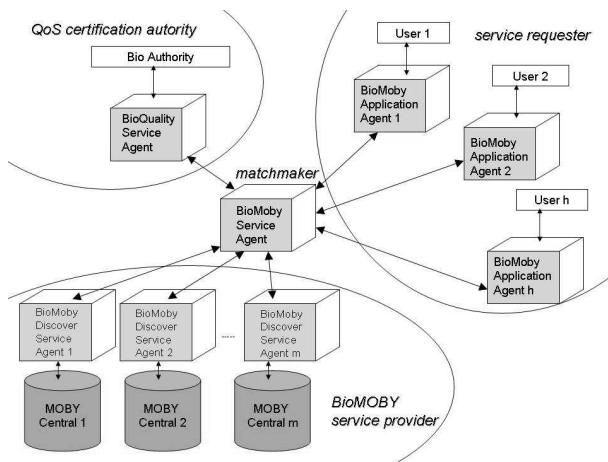 QoS certification autority
Bio Authority
BioQuality
Service
Agent
User 1
service requester
BioMoby
Application
Agent 1
User 2
BioMoby
Application
Agent 2
matchmaker
BioMoby
Service
Agent
User h
BioMoby
Application
Agent h
BioMoby
Discover
Service
Agent 1
BioMoby
Discover
Service
Agent 2
.....
BioMoby
Discover
Service
Agent m
MOBY
Central 1
MOBY
Central 2
MOBY
Central m
BioMOBY
service provider